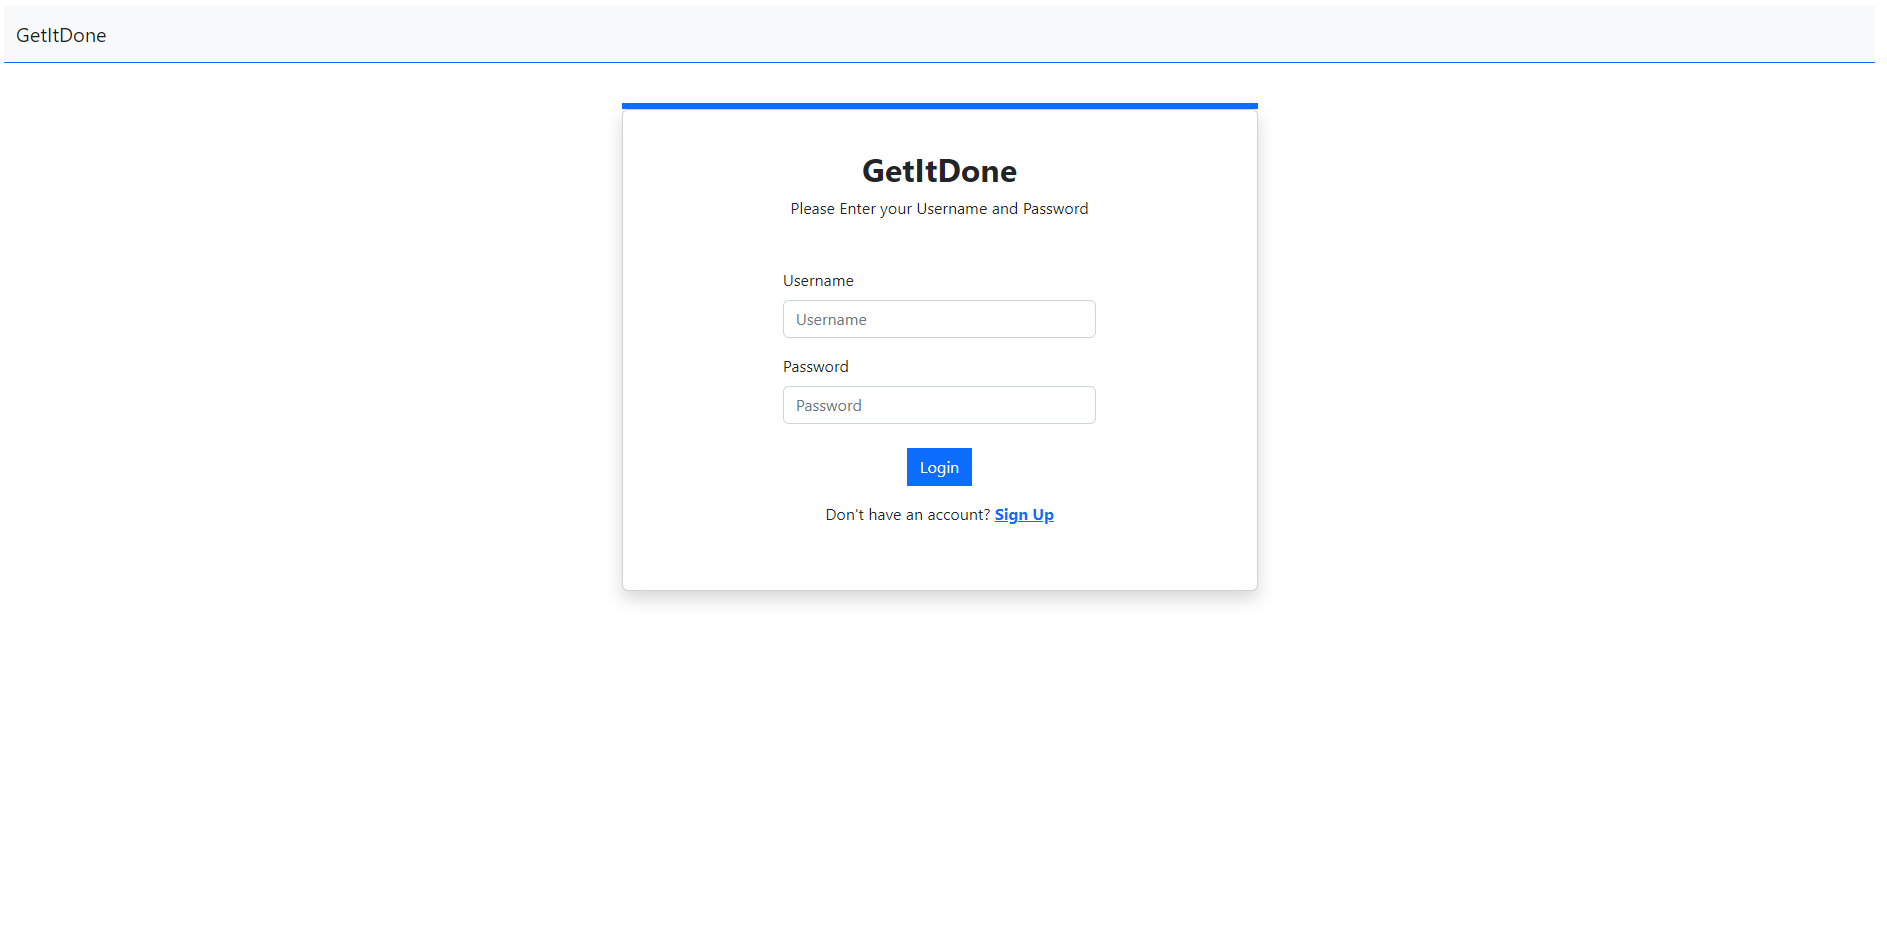 GetItDone
GetItDone
Please Enter your Username and Password
Username
Username
Password
Password
Login
Don't have an account? Sign Up